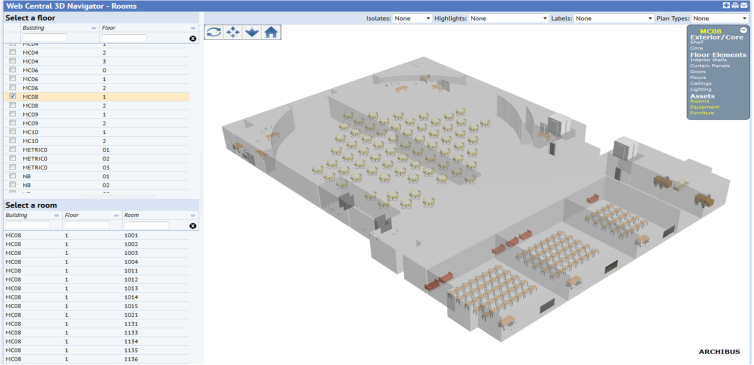 Web Central 3D Navigator - Rooms
Isolates: None Highlights: None Labels: None Plan Types: None
Select a floor
Building Floor
MC04 1
MC04 2
MC04 3
MC06 0
MC06 1
MC06 2
MC08 1
MC08 2
MC09 1
MC09 2
MC10 1
MC10 2
METRICO 01
METRICO 02
METRICO 03
NB 01
NB 02
Select a room
Building Floor Room
MC08 1 1001
MC08 1 1002
MC08 1 1003
MC08 1 1004
MC08 1 1011
MC08 1 1012
MC08 1 1013
MC08 1 1014
MC08 1 1015
MC08 1 1021
MC08 1 1131
MC08 1 1133
MC08 1 1134
MC08 1 1135
MC08 1 1136
MC08
Exterior/Core
Shell
Core
Floor Elements
Interior Walls
Curtain Panels
Doors
Floors
Ceilings
Lighting
Assets
Rooms
Equipment
Furniture
ARCHIBUS